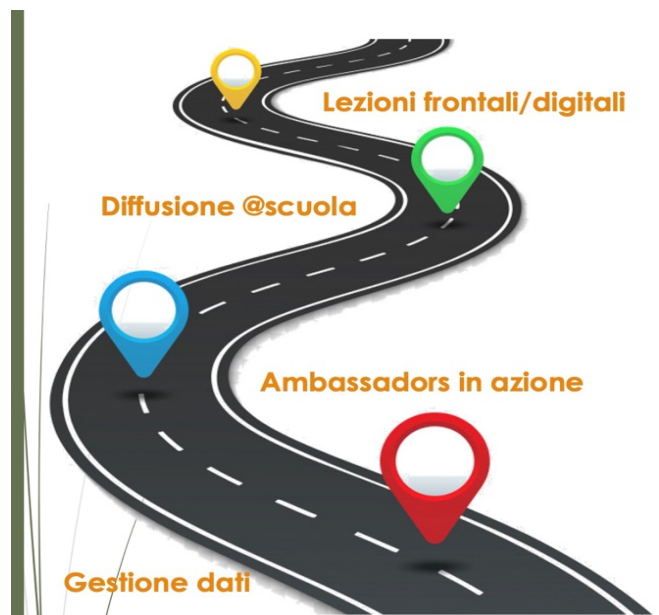 Lezioni frontali/digitali
Diffusione @scuola
Ambassadors in azione
Gestione dati